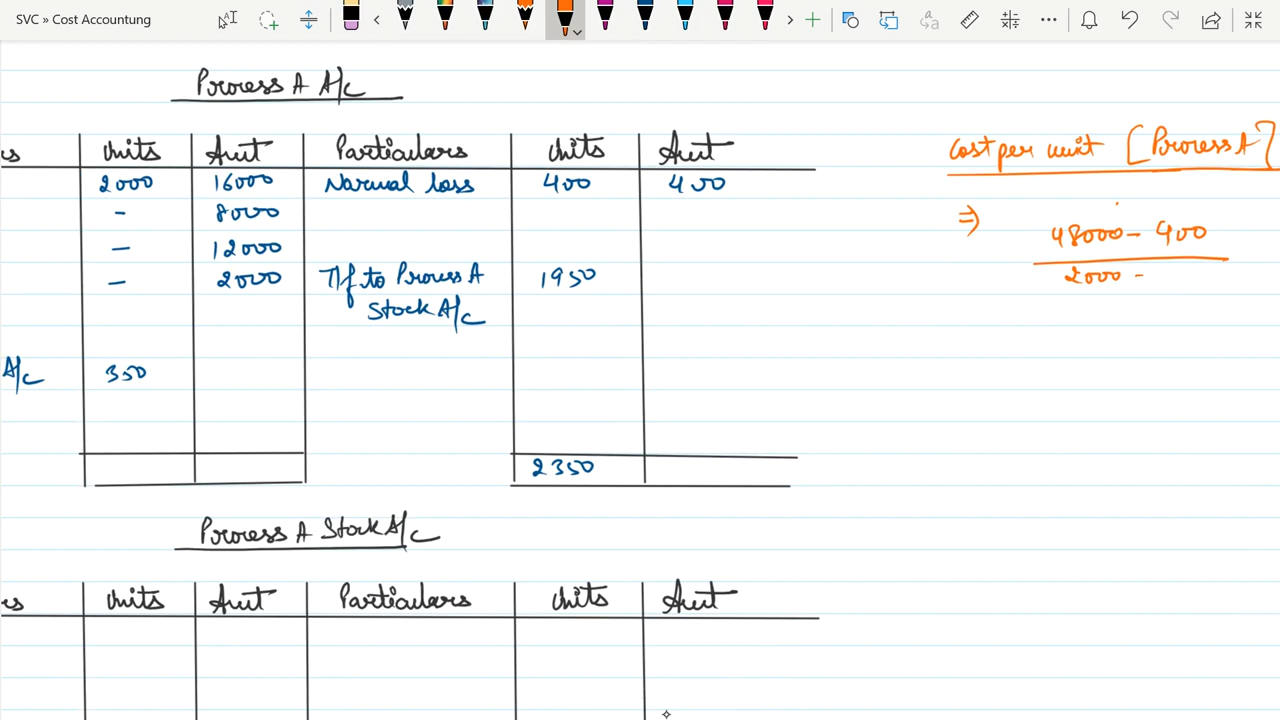 SVC » Cost Accountung
Process A A/c
Units Amt Particulars Units Amt
2000 16000 Normal loss 400 400
- 8000
- 12000
- 2000 T/f to Process A 1950
Stock A/c
A/c 350
2350
Cost per unit [Process A]
⇒ 48000 - 400
2000 -
Process A Stock A/c
Units Amt Particulars Units Amt